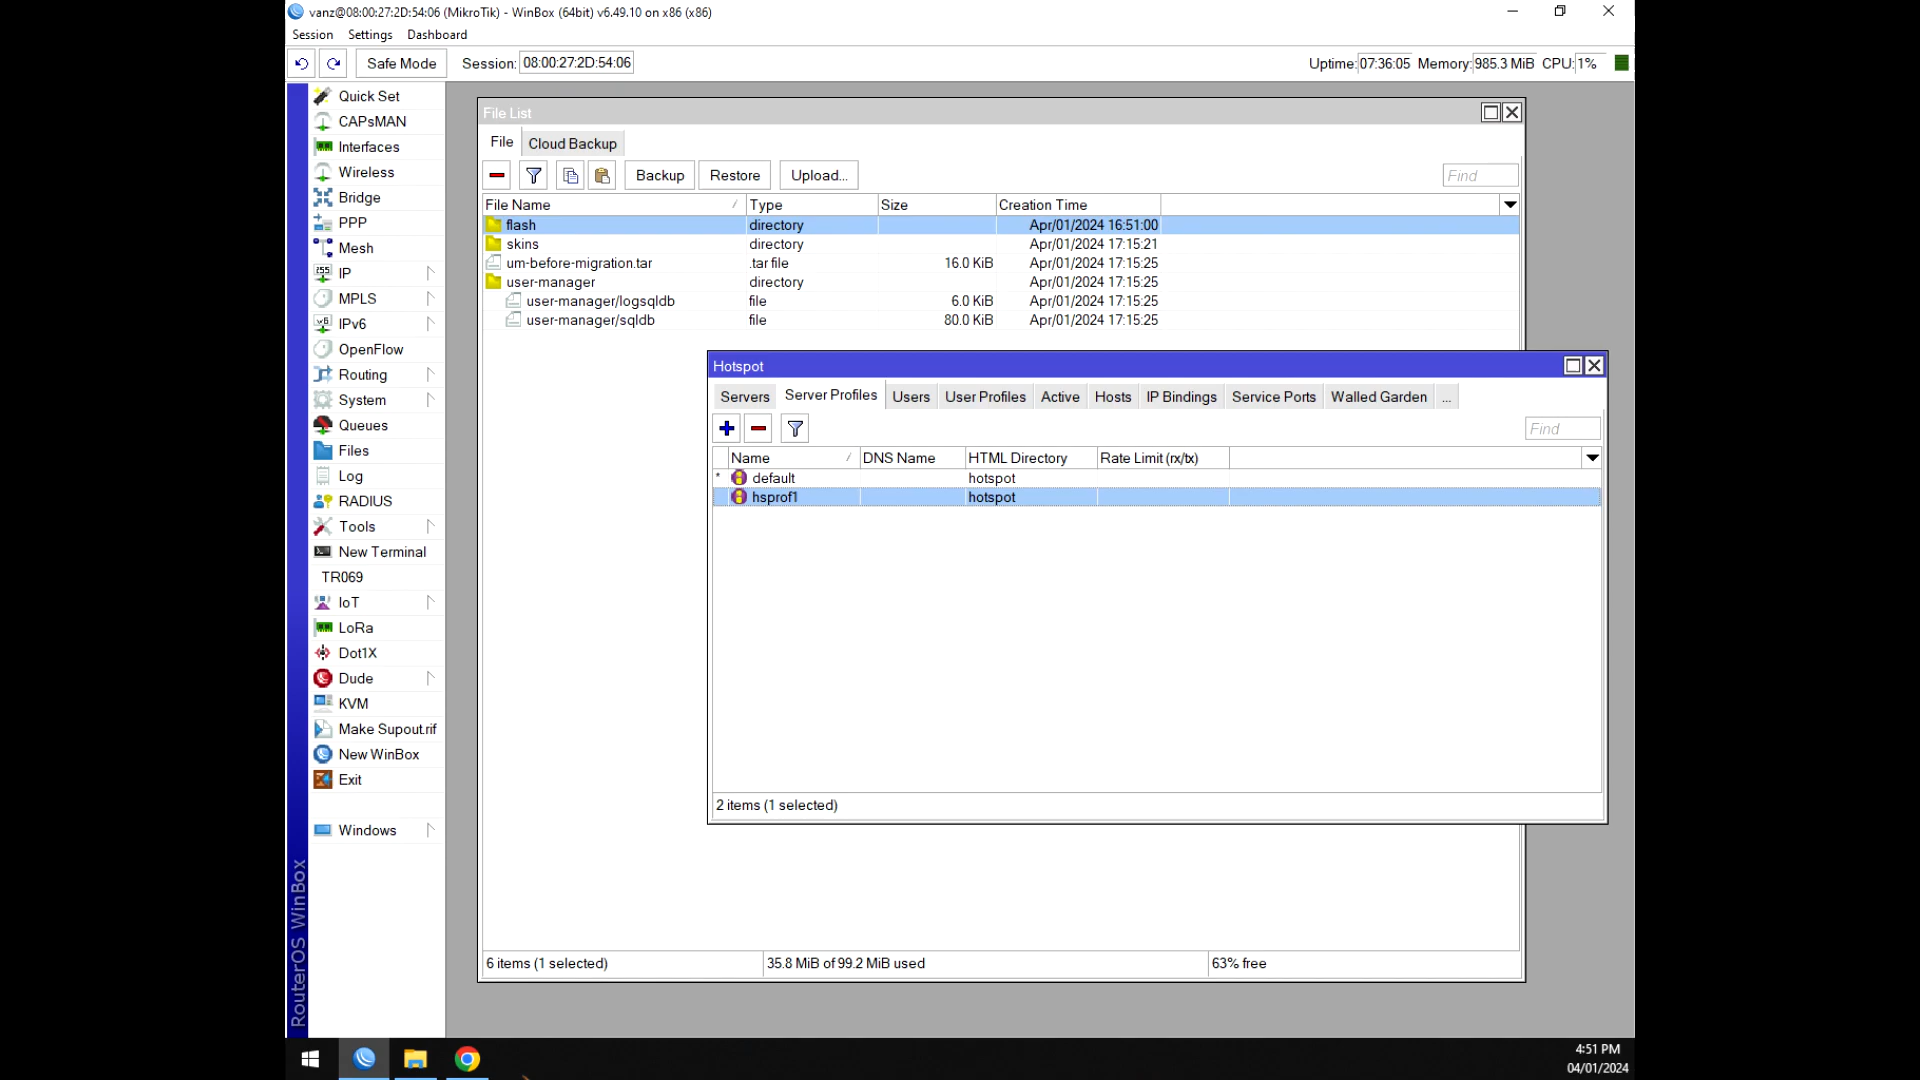 vanz@08:00:27:2D:54:06 (MikroTik) - WinBox (64bit) v6.49.10 on x86 (x86)
Session Settings Dashboard
Safe Mode Session: 08:00:27:2D:54:06 Uptime: 07:36:05 Memory: 985.3 MiB CPU: 1%
Quick Set
CAPsMAN
Interfaces
Wireless
Bridge
PPP
Mesh
IP
MPLS
IPv6
OpenFlow
Routing
System
Queues
Files
Log
RADIUS
Tools
New Terminal
TR069
IoT
LoRa
Dot1X
Dude
KVM
Make Supout.rif
New WinBox
Exit
Windows
RouterOS WinBox
File List
File Cloud Backup
Backup Restore Upload... Find
File Name Type Size Creation Time
flash directory Apr/01/2024 16:51:00
skins directory Apr/01/2024 17:15:21
um-before-migration.tar .tar file 16.0 KiB Apr/01/2024 17:15:25
user-manager directory Apr/01/2024 17:15:25
user-manager/logsqldb file 6.0 KiB Apr/01/2024 17:15:25
user-manager/sqldb file 80.0 KiB Apr/01/2024 17:15:25
Hotspot
Servers Server Profiles Users User Profiles Active Hosts IP Bindings Service Ports Walled Garden ...
Find
Name DNS Name HTML Directory Rate Limit (rx/tx)
* default hotspot
hsprof1 hotspot
2 items (1 selected)
6 items (1 selected) 35.8 MiB of 99.2 MiB used 63% free
4:51 PM
04/01/2024